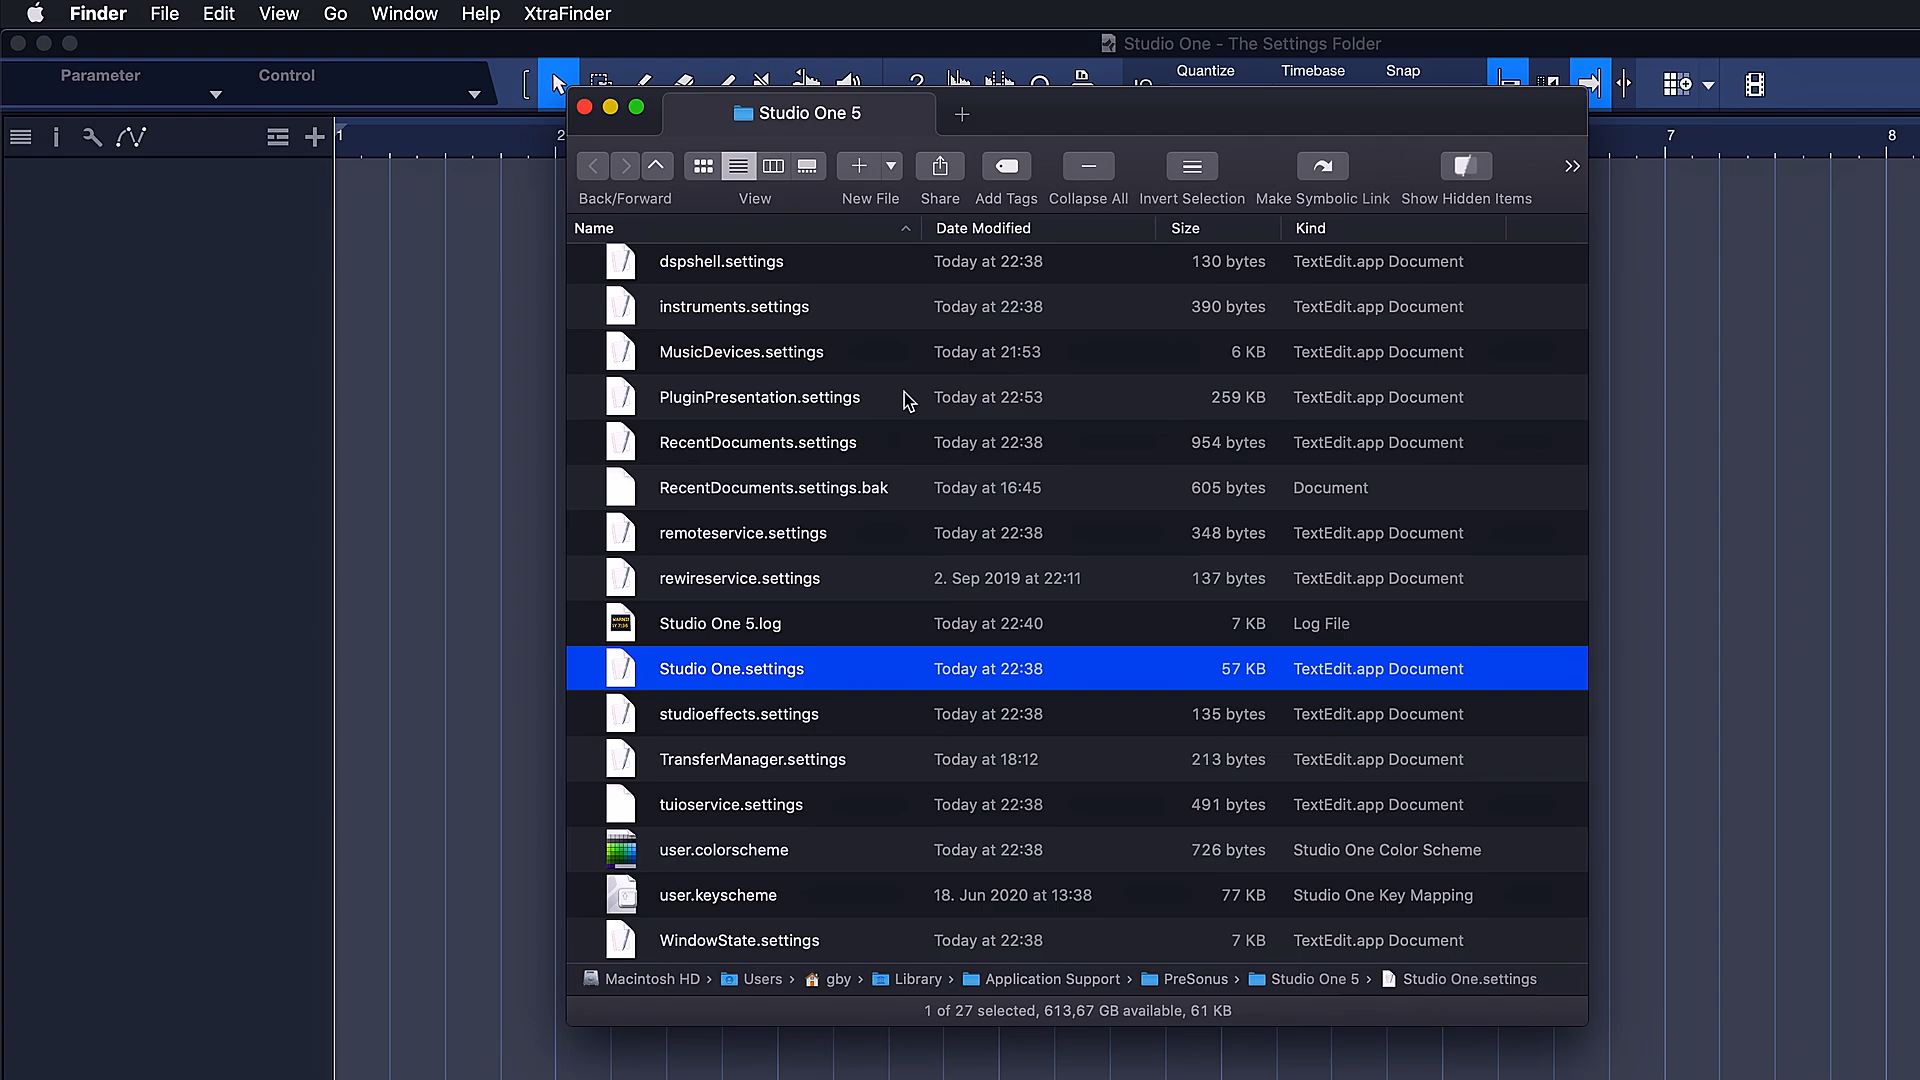 Finder File Edit View Go Window Help XtraFinder
Studio One - The Settings Folder
Parameter Control Quantize Timebase Snap
Studio One 5
1 2 7 8
Back/Forward View New File Share Add Tags Collapse All Invert Selection Make Symbolic Link Show Hidden Items
Name Date Modified Size Kind
dspshell.settings Today at 22:38 130 bytes TextEdit.app Document
instruments.settings Today at 22:38 390 bytes TextEdit.app Document
MusicDevices.settings Today at 21:53 6 KB TextEdit.app Document
PluginPresentation.settings Today at 22:53 259 KB TextEdit.app Document
RecentDocuments.settings Today at 22:38 954 bytes TextEdit.app Document
RecentDocuments.settings.bak Today at 16:45 605 bytes Document
remoteservice.settings Today at 22:38 348 bytes TextEdit.app Document
rewireservice.settings 2. Sep 2019 at 22:11 137 bytes TextEdit.app Document
Studio One 5.log Today at 22:40 7 KB Log File
Studio One.settings Today at 22:38 57 KB TextEdit.app Document
studioeffects.settings Today at 22:38 135 bytes TextEdit.app Document
TransferManager.settings Today at 18:12 213 bytes TextEdit.app Document
tuioservice.settings Today at 22:38 491 bytes TextEdit.app Document
user.colorscheme Today at 22:38 726 bytes Studio One Color Scheme
user.keyscheme 18. Jun 2020 at 13:38 77 KB Studio One Key Mapping
WindowState.settings Today at 22:38 7 KB TextEdit.app Document
Macintosh HD › Users › gby › Library › Application Support › PreSonus › Studio One 5 › Studio One.settings
1 of 27 selected, 613,67 GB available, 61 KB